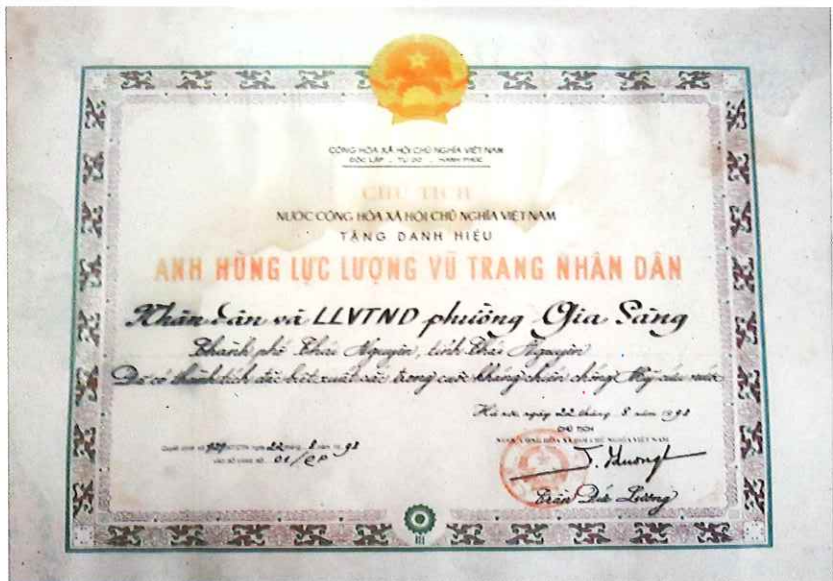 CỘNG HÒA XÃ HỘI CHỦ NGHĨA VIỆT NAM
ĐỘC LẬP - TỰ DO - HẠNH PHÚC
CHỦ TỊCH
NƯỚC CỘNG HÒA XÃ HỘI CHỦ NGHĨA VIỆT NAM
TẶNG DANH HIỆU
ANH HÙNG LỰC LƯỢNG VŨ TRANG NHÂN DÂN
Nhân dân và LLVTND phường Gia Sàng
Thành phố Thái Nguyên, tỉnh Thái Nguyên
Đã có thành tích đặc biệt xuất sắc trong cuộc kháng chiến chống Mỹ cứu nước
Hà nội, ngày 22 tháng 8 năm 1998
CHỦ TỊCH
NƯỚC CỘNG HÒA XÃ HỘI CHỦ NGHĨA VIỆT NAM
Trần Đức Lương